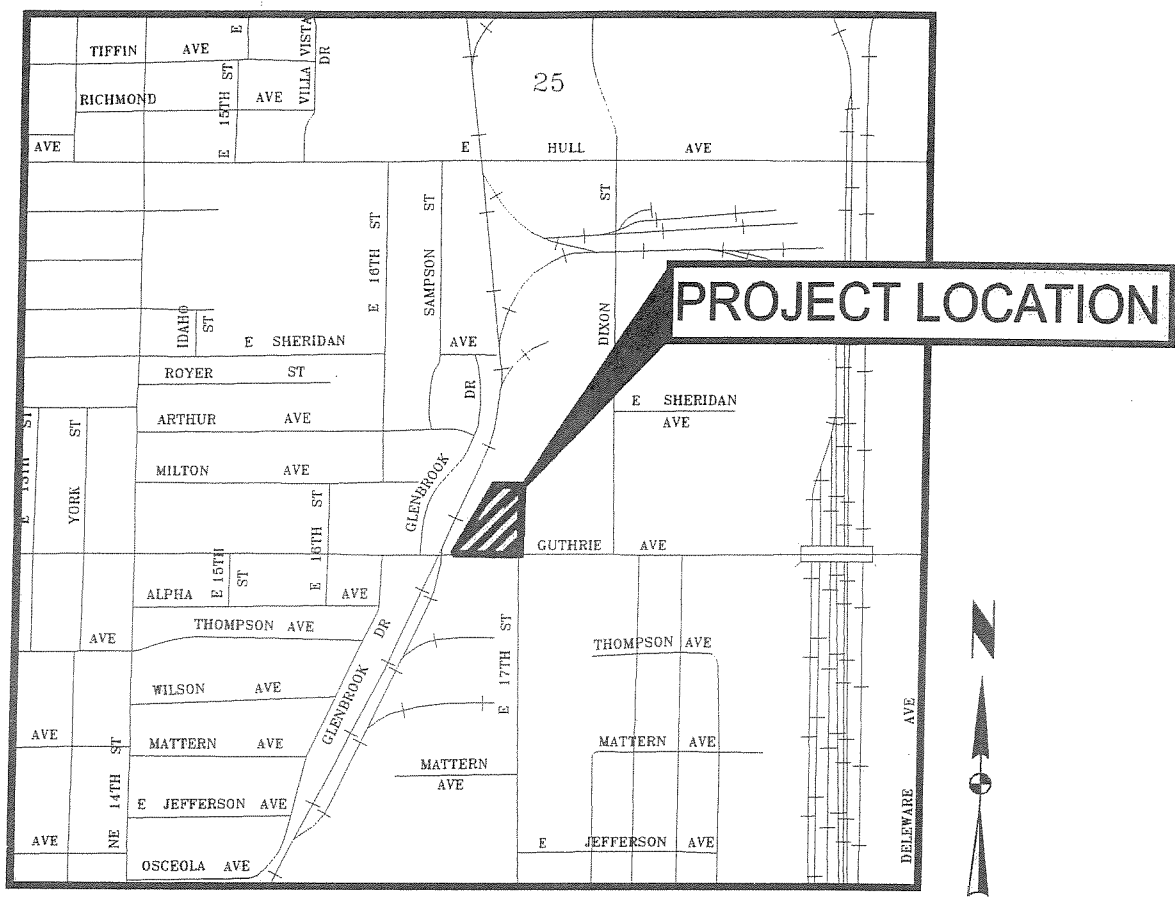 TIFFIN AVE
E
VILLA VISTA
DR
RICHMOND AVE
E 15TH ST
25
AVE
E HULL AVE
E 16TH ST
SAMPSON ST
DIXON ST
PROJECT LOCATION
IDAHO
ST
E SHERIDAN AVE
ROYER ST
DR
E SHERIDAN
AVE
ARTHUR AVE
E 13TH ST
YORK ST
MILTON AVE
GLENBROOK
E 16TH ST
GUTHRIE AVE
E 15TH
ST
ALPHA AVE
THOMPSON AVE
AVE
DR
E 17TH ST
THOMPSON AVE
N
WILSON AVE
GLENBROOK
AVE
MATTERN AVE
MATTERN AVE
MATTERN
AVE
NE 14TH ST
E JEFFERSON AVE
DELEWARE AVE
AVE
E JEFFERSON AVE
OSCEOLA AVE